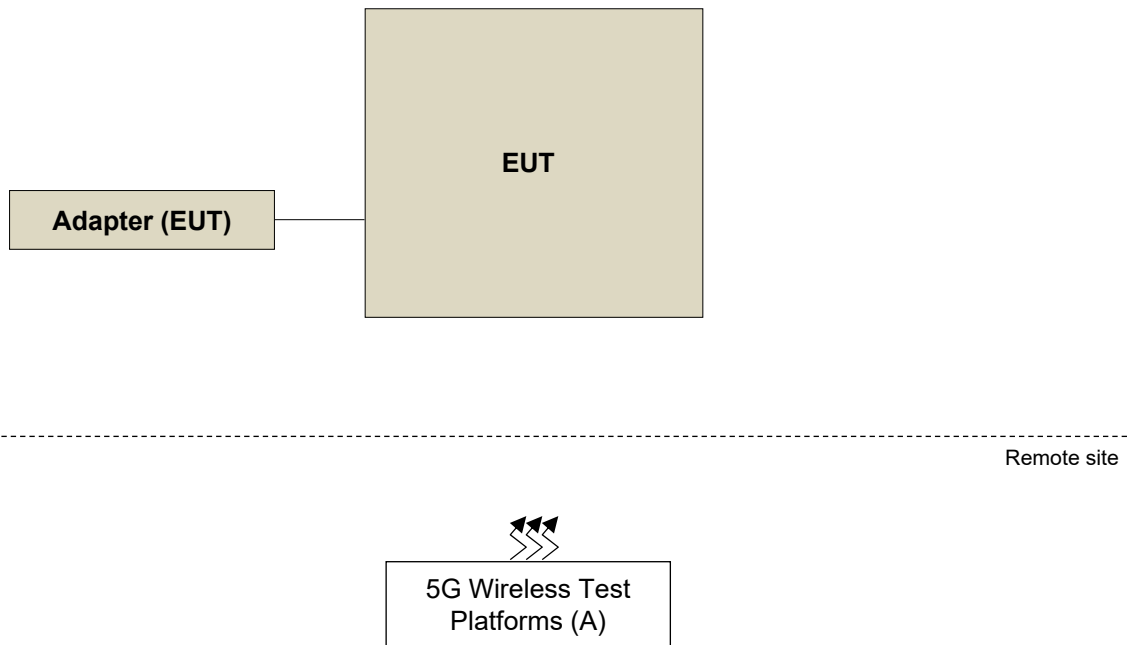 EUT
Adapter (EUT)
Remote site
5G Wireless Test
Platforms (A)